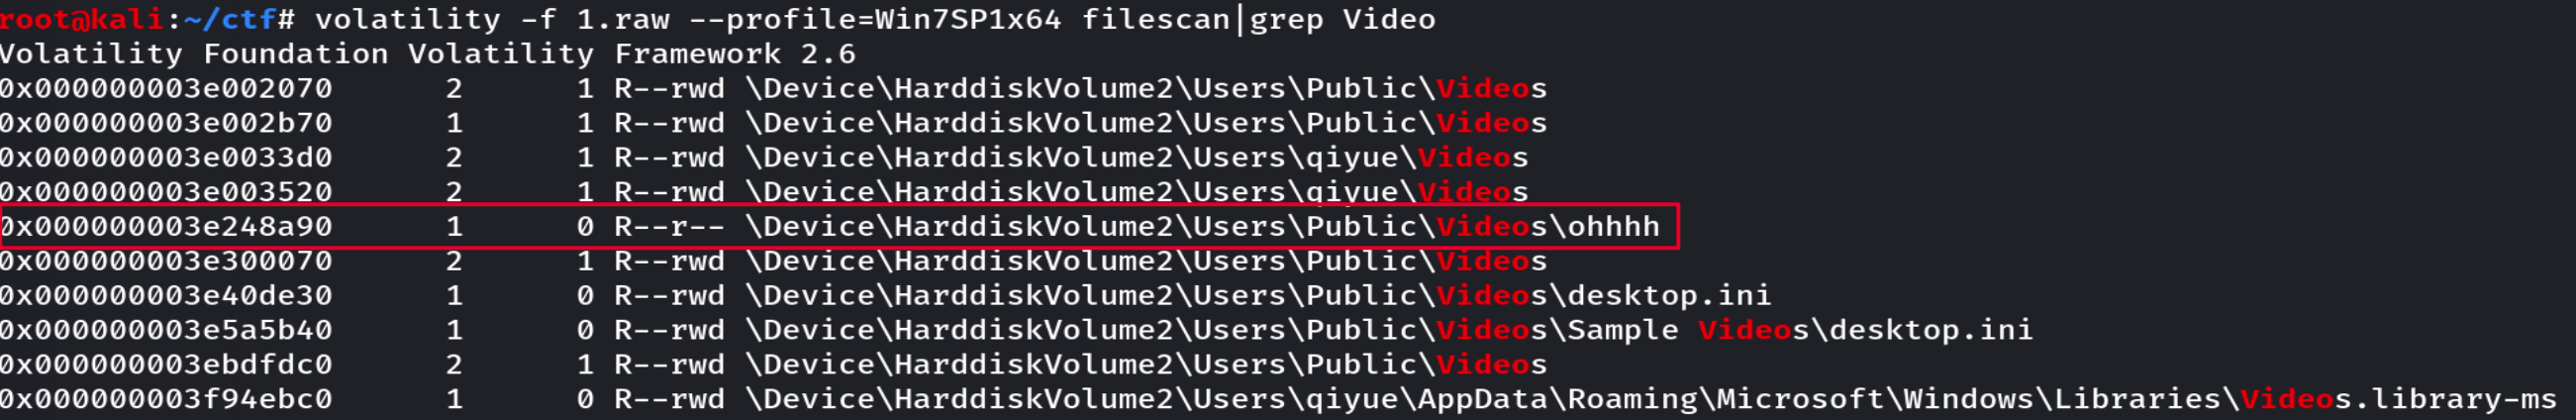 root@kali:~/ctf# volatility -f 1.raw --profile=Win7SP1x64 filescan|grep Video
Volatility Foundation Volatility Framework 2.6
0x000000003e002070      2      1 R--rwd \Device\HarddiskVolume2\Users\Public\Videos
0x000000003e002b70      1      1 R--rwd \Device\HarddiskVolume2\Users\Public\Videos
0x000000003e0033d0      2      1 R--rwd \Device\HarddiskVolume2\Users\qiyue\Videos
0x000000003e003520      2      1 R--rwd \Device\HarddiskVolume2\Users\qiyue\Videos
0x000000003e248a90      1      0 R--r-- \Device\HarddiskVolume2\Users\Public\Videos\ohhhh
0x000000003e300070      2      1 R--rwd \Device\HarddiskVolume2\Users\Public\Videos
0x000000003e40de30      1      0 R--rwd \Device\HarddiskVolume2\Users\Public\Videos\desktop.ini
0x000000003e5a5b40      1      0 R--rwd \Device\HarddiskVolume2\Users\Public\Videos\Sample Videos\desktop.ini
0x000000003ebdfdc0      2      1 R--rwd \Device\HarddiskVolume2\Users\Public\Videos
0x000000003f94ebc0      1      0 R--rwd \Device\HarddiskVolume2\Users\qiyue\AppData\Roaming\Microsoft\Windows\Libraries\Videos.library-ms